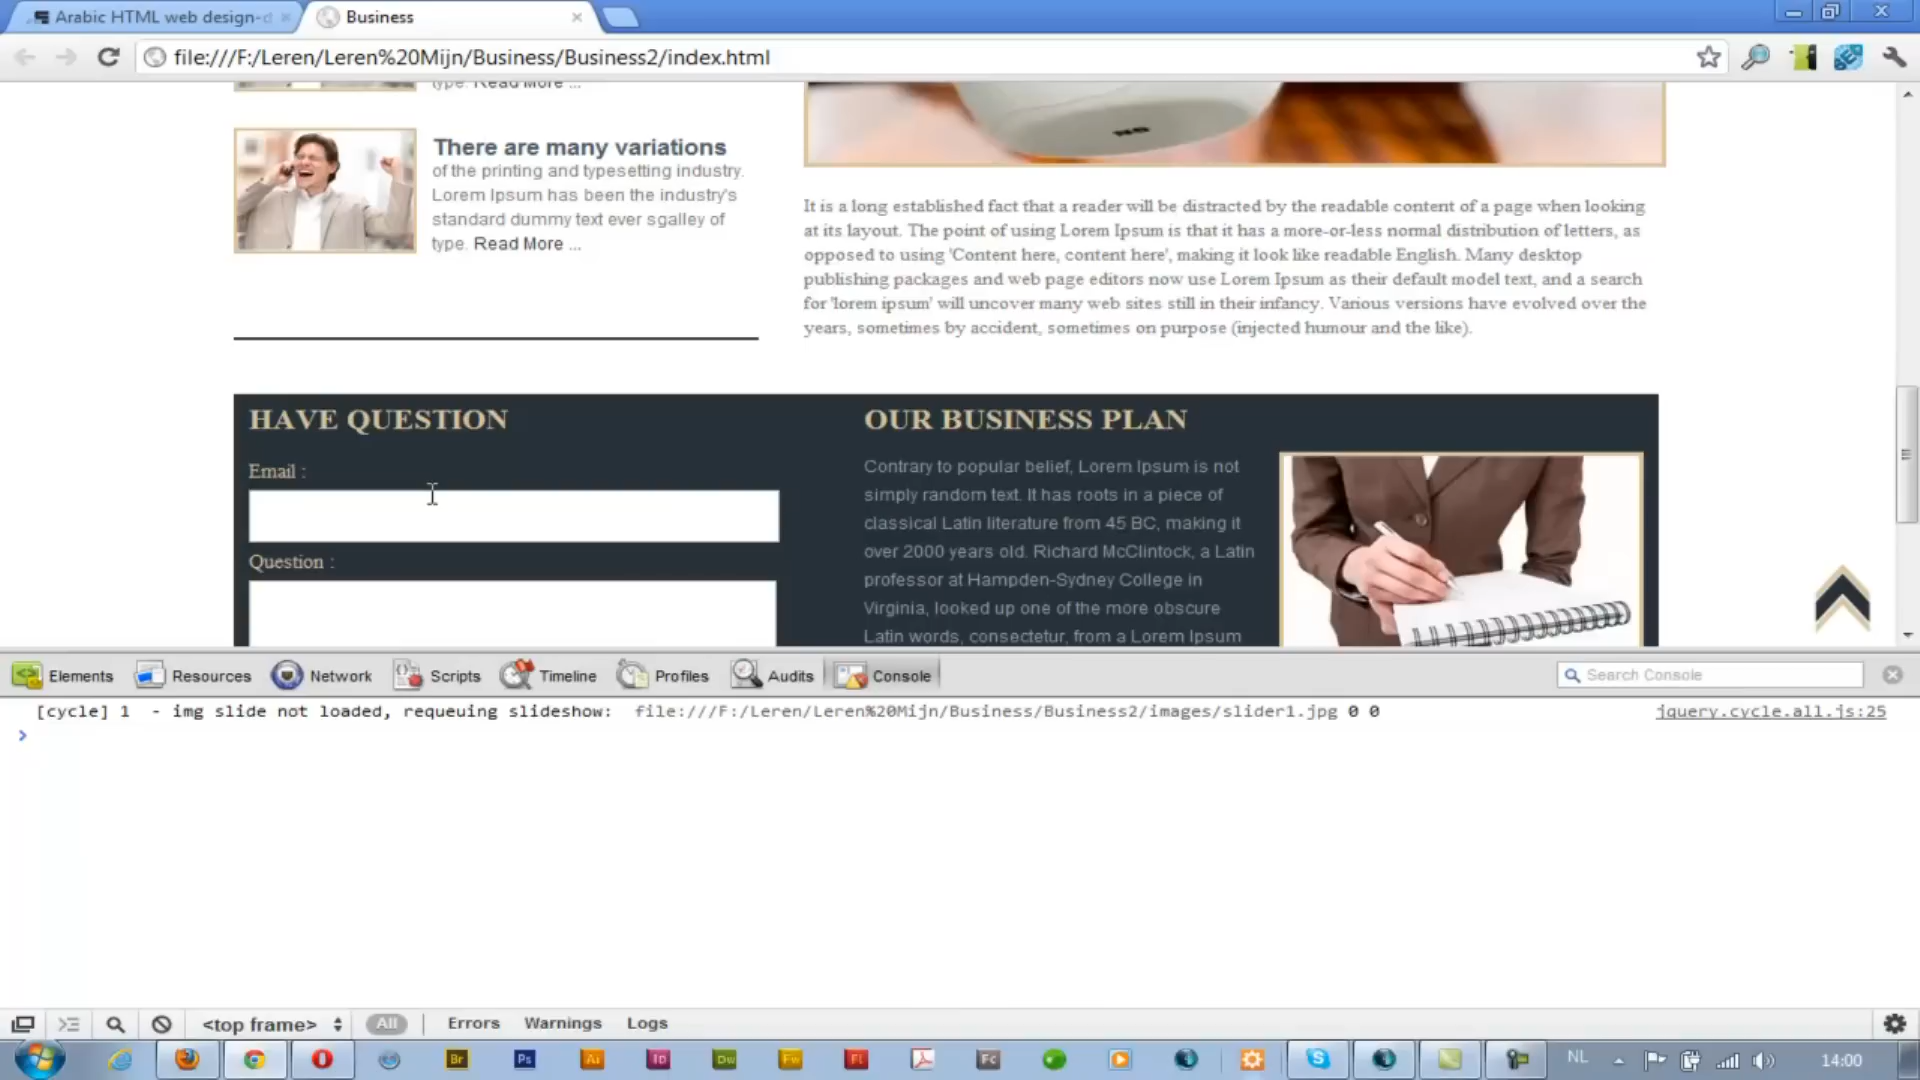 Arabic HTML web design-d
Business
file:///F:/Leren/Leren%20Mijn/Business/Business2/index.html
type. Read More ...
There are many variations
of the printing and typesetting industry.
Lorem Ipsum has been the industry's
standard dummy text ever sgalley of
type. Read More ...
It is a long established fact that a reader will be distracted by the readable content of a page when looking
at its layout. The point of using Lorem Ipsum is that it has a more-or-less normal distribution of letters, as
opposed to using 'Content here, content here', making it look like readable English. Many desktop
publishing packages and web page editors now use Lorem Ipsum as their default model text, and a search
for 'lorem ipsum' will uncover many web sites still in their infancy. Various versions have evolved over the
years, sometimes by accident, sometimes on purpose (injected humour and the like).
HAVE QUESTION
Email :
Question :
OUR BUSINESS PLAN
Contrary to popular belief, Lorem Ipsum is not
simply random text. It has roots in a piece of
classical Latin literature from 45 BC, making it
over 2000 years old. Richard McClintock, a Latin
professor at Hampden-Sydney College in
Virginia, looked up one of the more obscure
Latin words, consectetur, from a Lorem Ipsum
Elements Resources Network Scripts Timeline Profiles Audits Console Search Console
[cycle] 1 - img slide not loaded, requeuing slideshow: file:///F:/Leren/Leren%20Mijn/Business/Business2/images/slider1.jpg 0 0 jquery.cycle.all.js:25
<top frame> All Errors Warnings Logs
Br Ps Ai Id Dw Fw Fl Fc NL 14:00